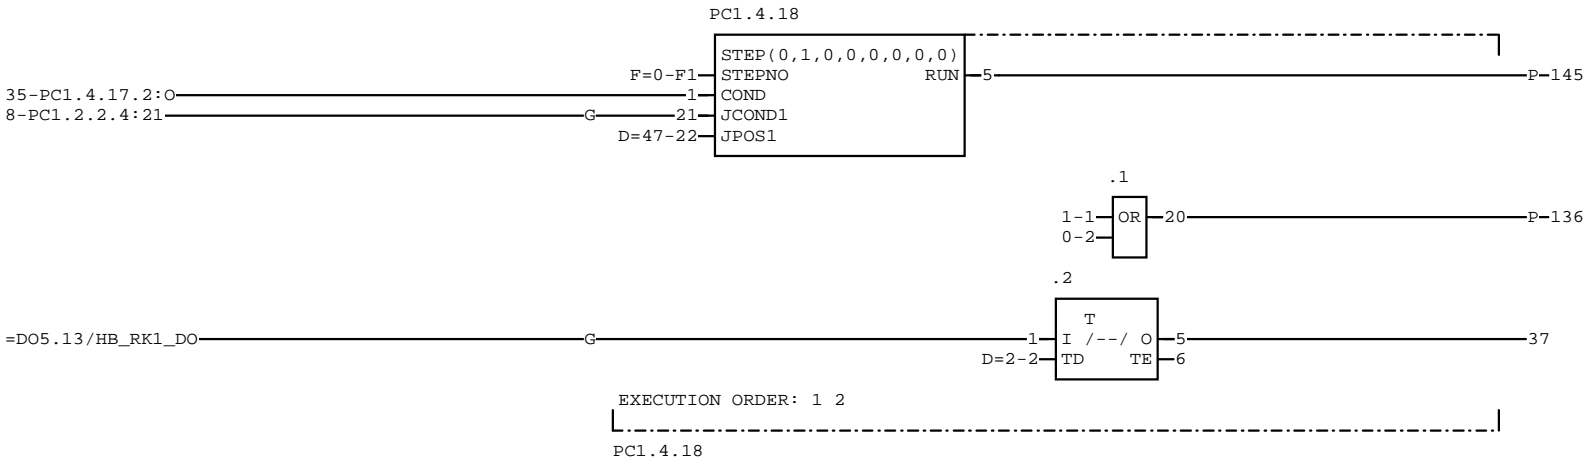 PC1.4.18
STEP(0,1,0,0,0,0,0,0)
F=0-F1 STEPNO RUN 5 P-145
35-PC1.4.17.2:O 1 COND
8-PC1.2.2.4:21 G 21 JCOND1
D=47-22 JPOS1
.1
1-1 OR 20 P-136
0-2
.2
T
=DO5.13/HB_RK1_DO G 1 I /--/ O 5 37
D=2-2 TD TE 6
EXECUTION ORDER: 1 2
PC1.4.18